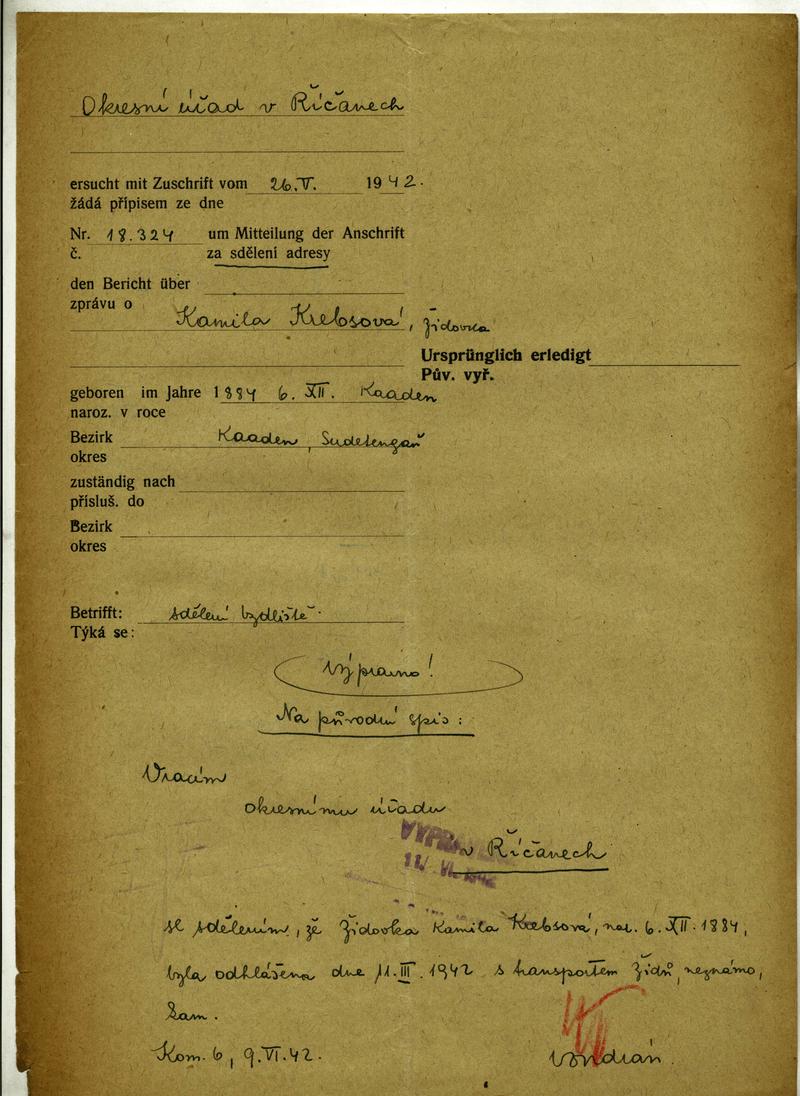 Okresní úřad v Říčanech
ersucht mit Zuschrift vom 26.V. 1942.
žádá přípisem ze dne
Nr. 18.324 um Mitteilung der Anschrift
č. za sdělení adresy
den Bericht über
zprávu o
Kamila Krebsová, židovka
Ursprünglich erledigt
Pův. vyř.
geboren im Jahre 1884 6. XII. Kaaden
naroz. v roce
Bezirk Kaaden, Sudetengau
okres
zuständig nach
přísluš. do
Bezirk
okres
Betrifft: sdělení bydliště.
Týká se:
Výpravno!
Na původní spis:
Vracím
okresnímu úřadu
v Říčanech
se sdělením, že židovka Kamila Krebsová, nar. 6.XII.1884,
byla odhlášena dne 11.III.1942 s transportem židů, neznámo,
kam.
Kom. 6, 9.VI.42.